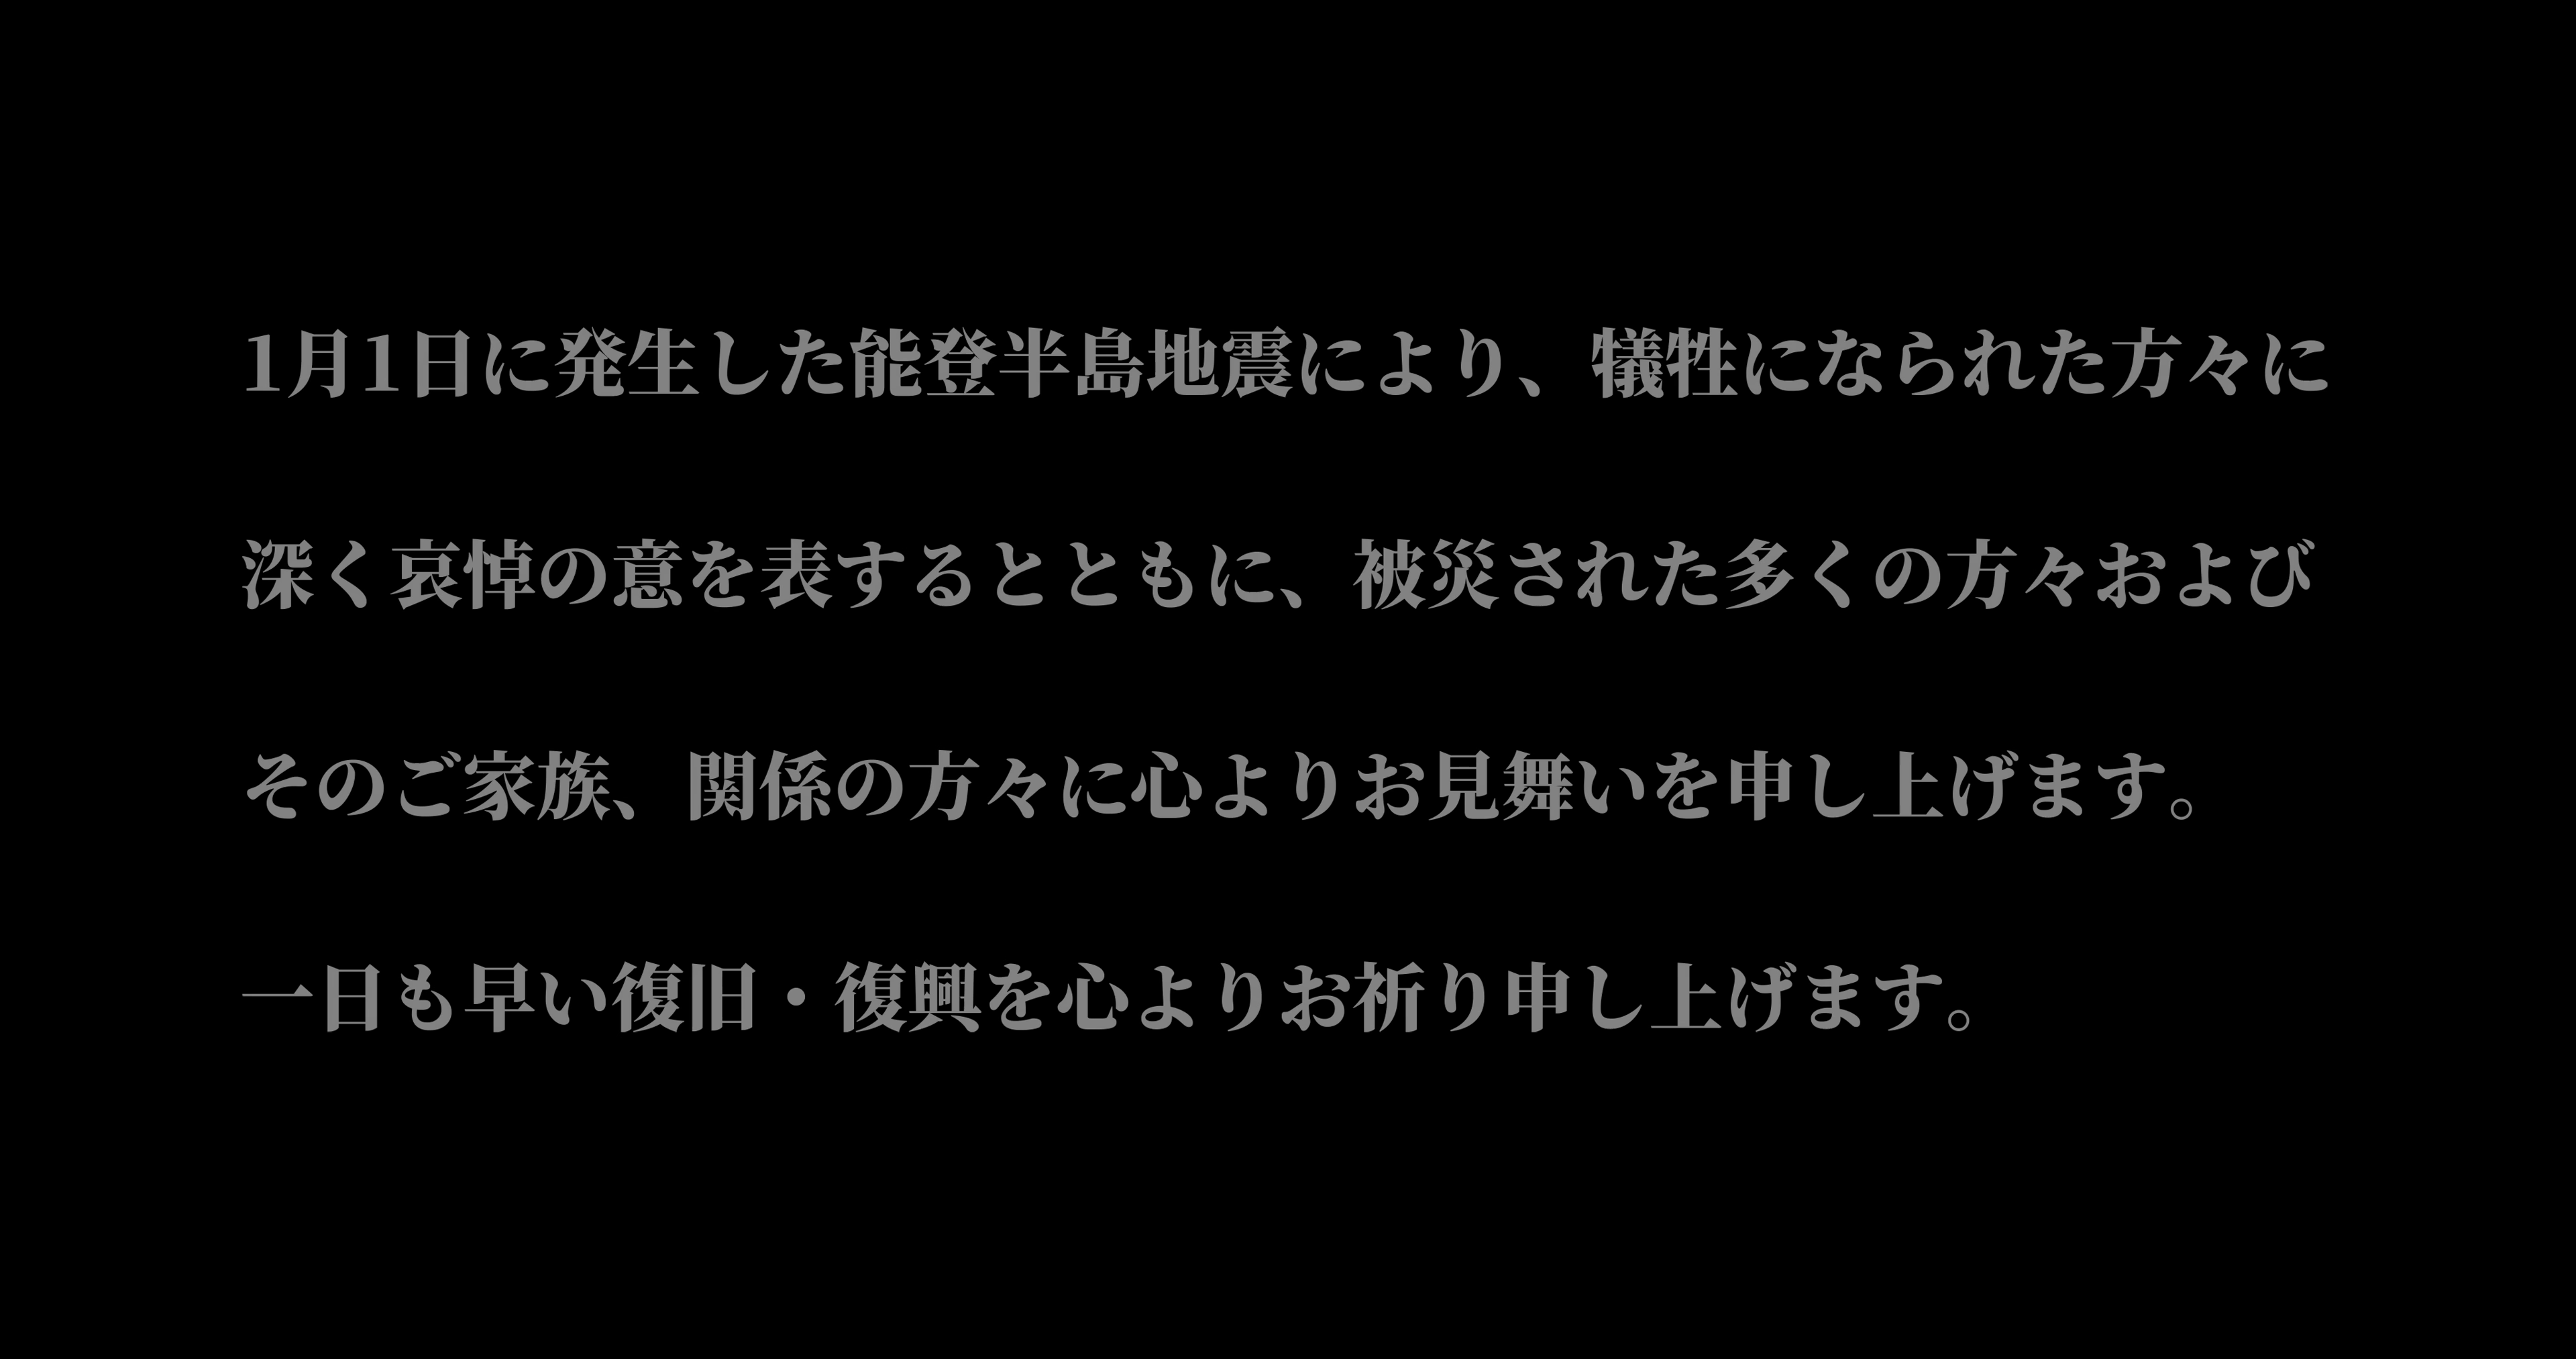 1月1日に発生した能登半島地震により、犠牲になられた方々に
深く哀悼の意を表するとともに、被災された多くの方々および
そのご家族、関係の方々に心よりお見舞いを申し上げます。
一日も早い復旧・復興を心よりお祈り申し上げます。